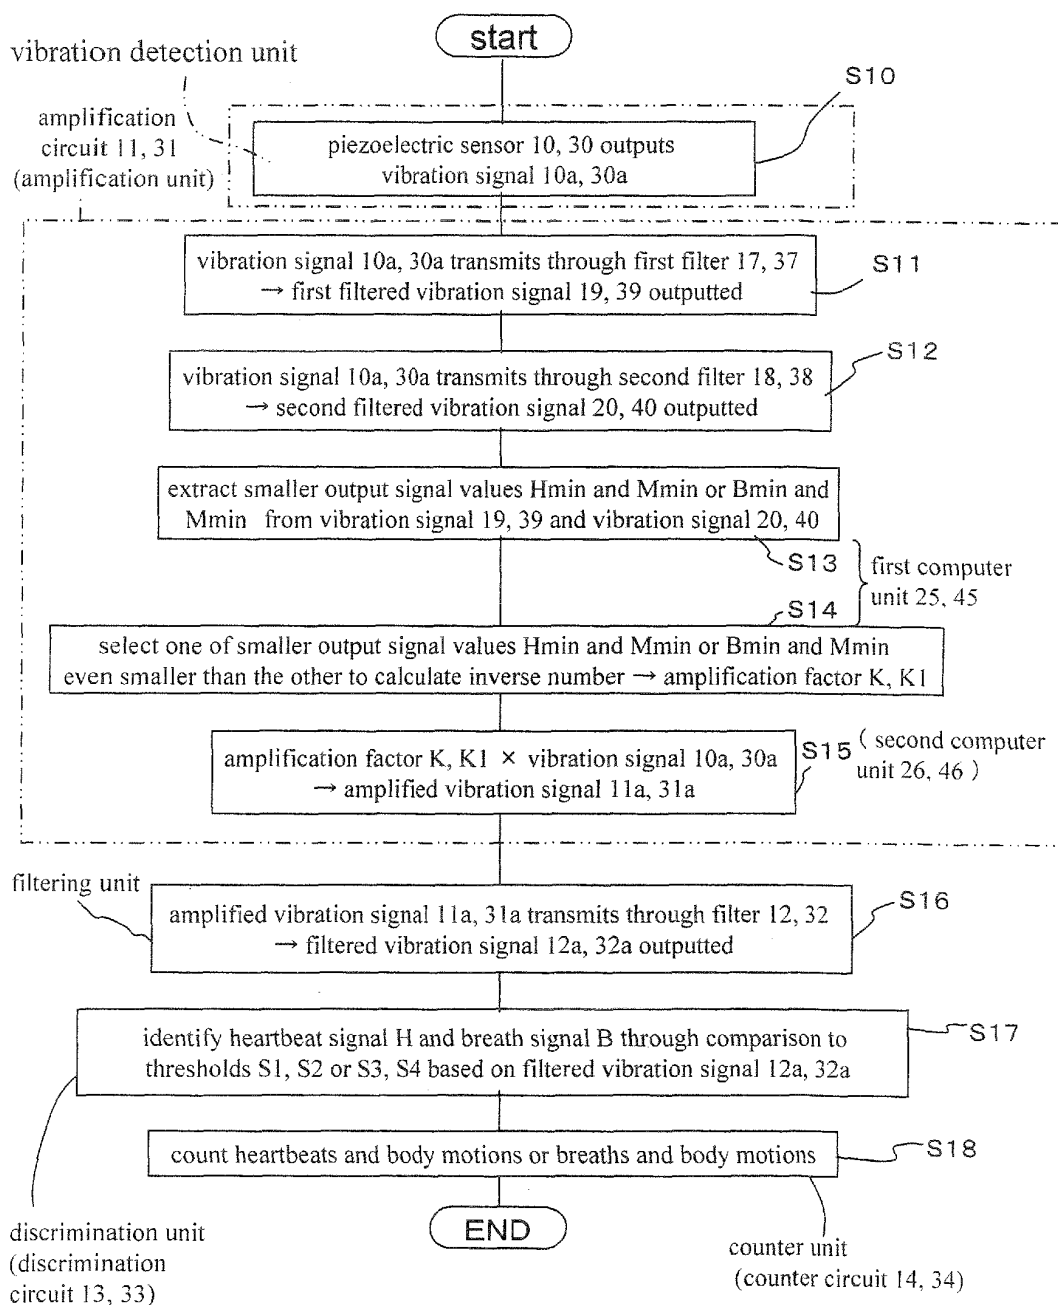 start
vibration detection unit
S10
amplification
circuit 11, 31
(amplification unit)
piezoelectric sensor 10, 30 outputs
vibration signal 10a, 30a
vibration signal 10a, 30a transmits through first filter 17, 37
→ first filtered vibration signal 19, 39 outputted
S11
vibration signal 10a, 30a transmits through second filter 18, 38
→ second filtered vibration signal 20, 40 outputted
S12
extract smaller output signal values Hmin and Mmin or Bmin and
Mmin from vibration signal 19, 39 and vibration signal 20, 40
S13
first computer
unit 25, 45
S14
select one of smaller output signal values Hmin and Mmin or Bmin and Mmin
even smaller than the other to calculate inverse number → amplification factor K, K1
amplification factor K, K1 × vibration signal 10a, 30a
→ amplified vibration signal 11a, 31a
S15
( second computer
unit 26, 46 )
filtering unit
amplified vibration signal 11a, 31a transmits through filter 12, 32
→ filtered vibration signal 12a, 32a outputted
S16
identify heartbeat signal H and breath signal B through comparison to
thresholds S1, S2 or S3, S4 based on filtered vibration signal 12a, 32a
S17
count heartbeats and body motions or breaths and body motions
S18
END
discrimination unit
(discrimination
circuit 13, 33)
counter unit
(counter circuit 14, 34)